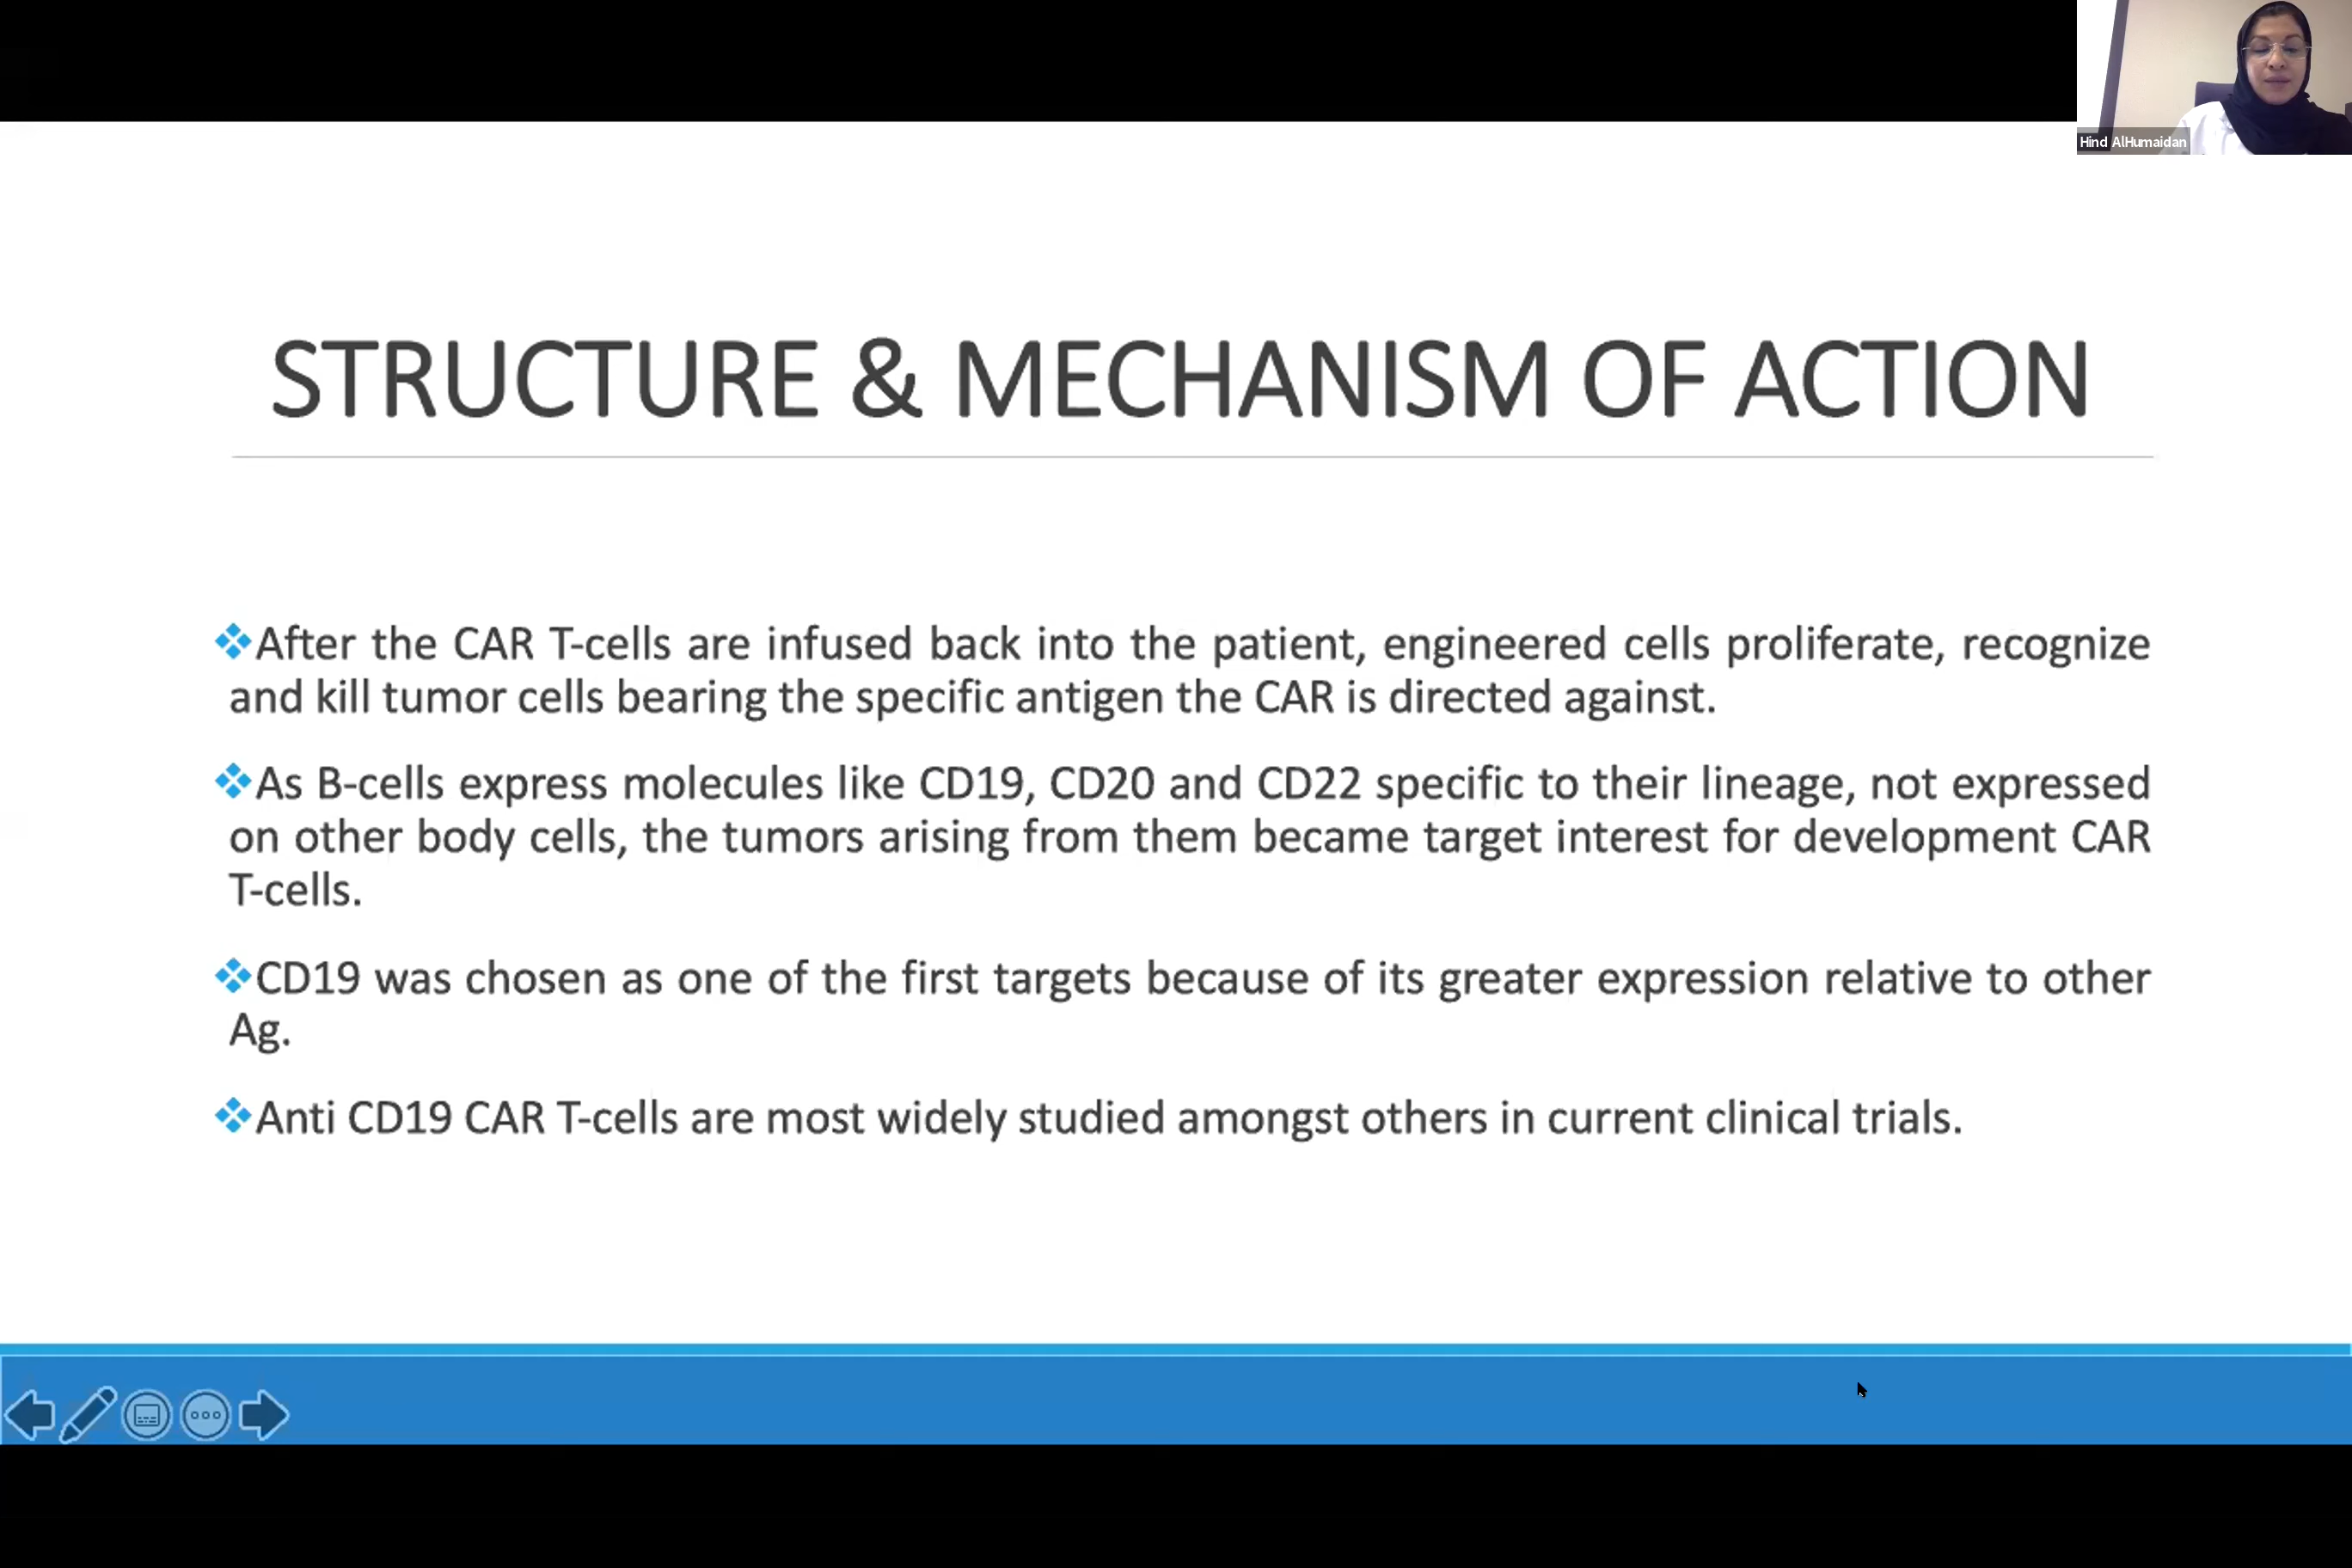 Hind AlHumaidan
STRUCTURE & MECHANISM OF ACTION
❖After the CAR T-cells are infused back into the patient, engineered cells proliferate, recognize
and kill tumor cells bearing the specific antigen the CAR is directed against.
❖As B-cells express molecules like CD19, CD20 and CD22 specific to their lineage, not expressed
on other body cells, the tumors arising from them became target interest for development CAR
T-cells.
❖CD19 was chosen as one of the first targets because of its greater expression relative to other
Ag.
❖Anti CD19 CAR T-cells are most widely studied amongst others in current clinical trials.